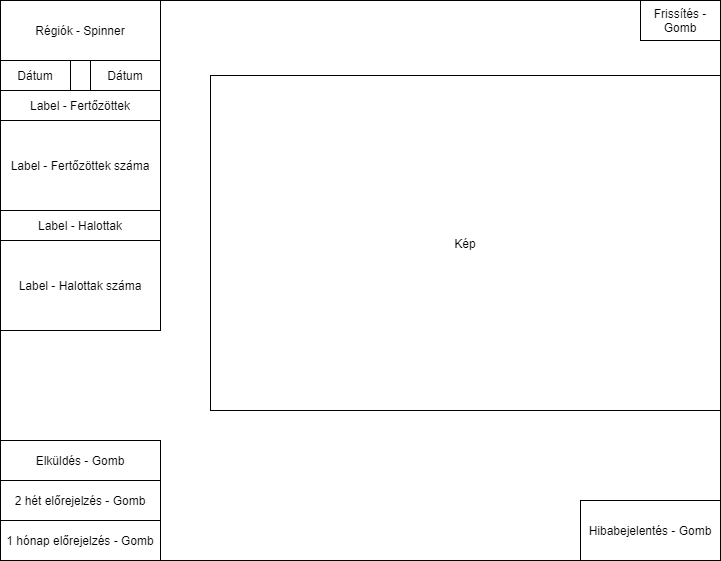 Régiók - Spinner
Frissítés -
Gomb
Dátum
Dátum
Label - Fertőzöttek
Label - Fertőzöttek száma
Label - Halottak
Label - Halottak száma
Kép
Elküldés - Gomb
2 hét előrejelzés - Gomb
1 hónap előrejelzés - Gomb
Hibabejelentés - Gomb